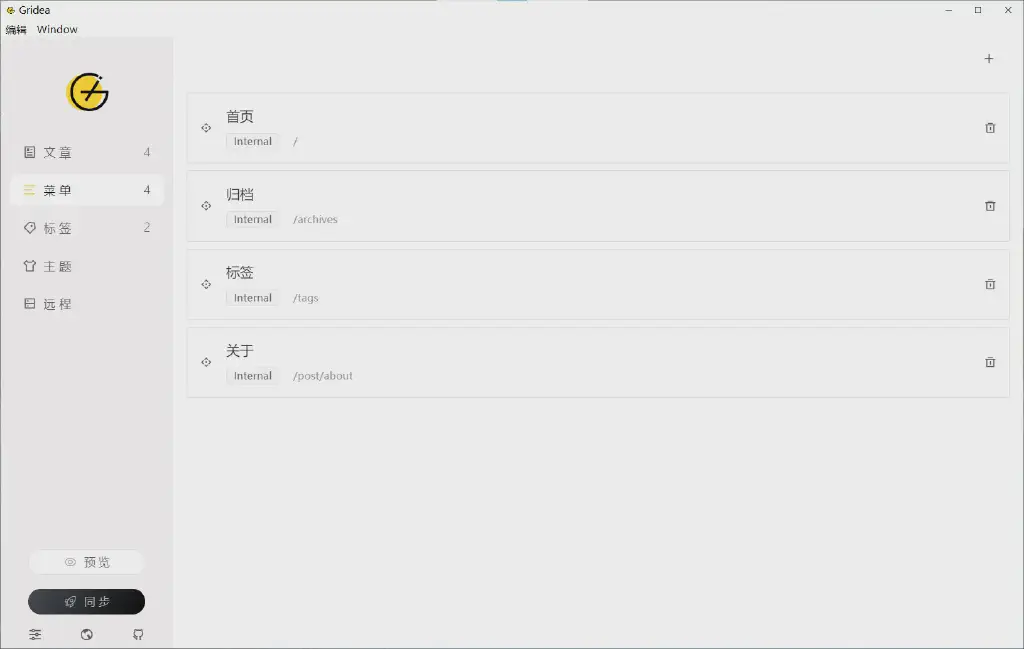 Gridea
编辑 Window
文章 4
菜单 4
标签 2
主题
远程
预览
同步
首页
Internal /
归档
Internal /archives
标签
Internal /tags
关于
Internal /post/about